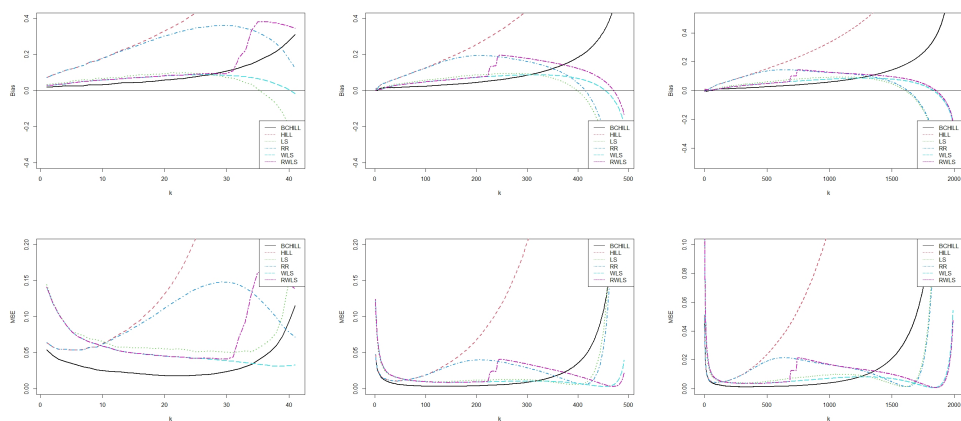 0.4
0.2
0.0
-0.2
-0.4
Bias
BCHILL
HILL
LS
RR
WLS
RWLS
0 10 20 30 40
k
0.4
0.2
0.0
-0.2
-0.4
Bias
BCHILL
HILL
LS
RR
WLS
RWLS
0 100 200 300 400 500
k
0.4
0.2
0.0
-0.2
-0.4
Bias
BCHILL
HILL
LS
RR
WLS
RWLS
0 500 1000 1500 2000
k
0.20
0.15
0.10
0.05
0.00
MSE
BCHILL
HILL
LS
RR
WLS
RWLS
0 10 20 30 40
k
0.20
0.15
0.10
0.05
0.00
MSE
BCHILL
HILL
LS
RR
WLS
RWLS
0 100 200 300 400 500
k
0.10
0.08
0.06
0.04
0.02
0.00
MSE
BCHILL
HILL
LS
RR
WLS
RWLS
0 500 1000 1500 2000
k